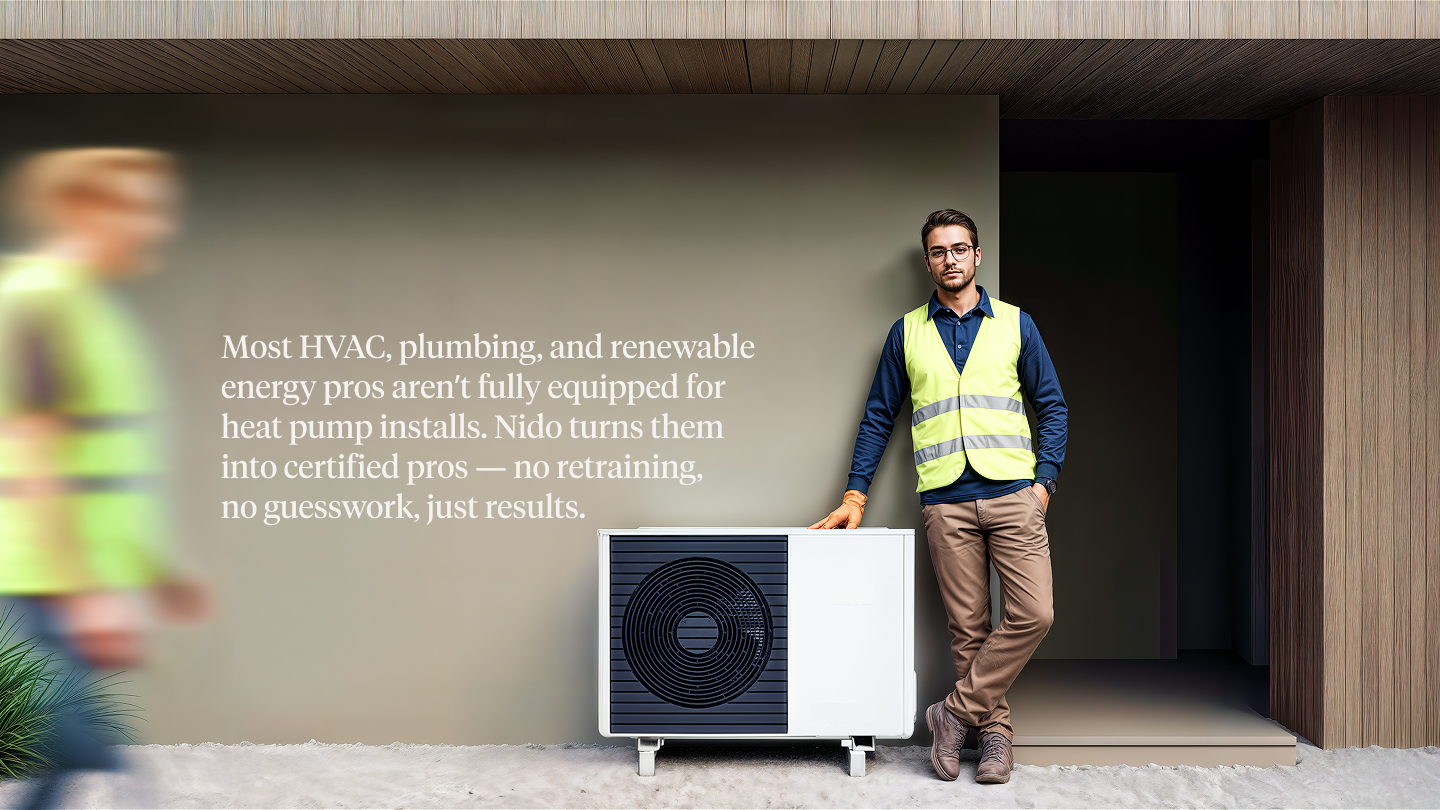 Most HVAC, plumbing, and renewable
energy pros aren’t fully equipped for
heat pump installs. Nido turns them
into certified pros — no retraining,
no guesswork, just results.